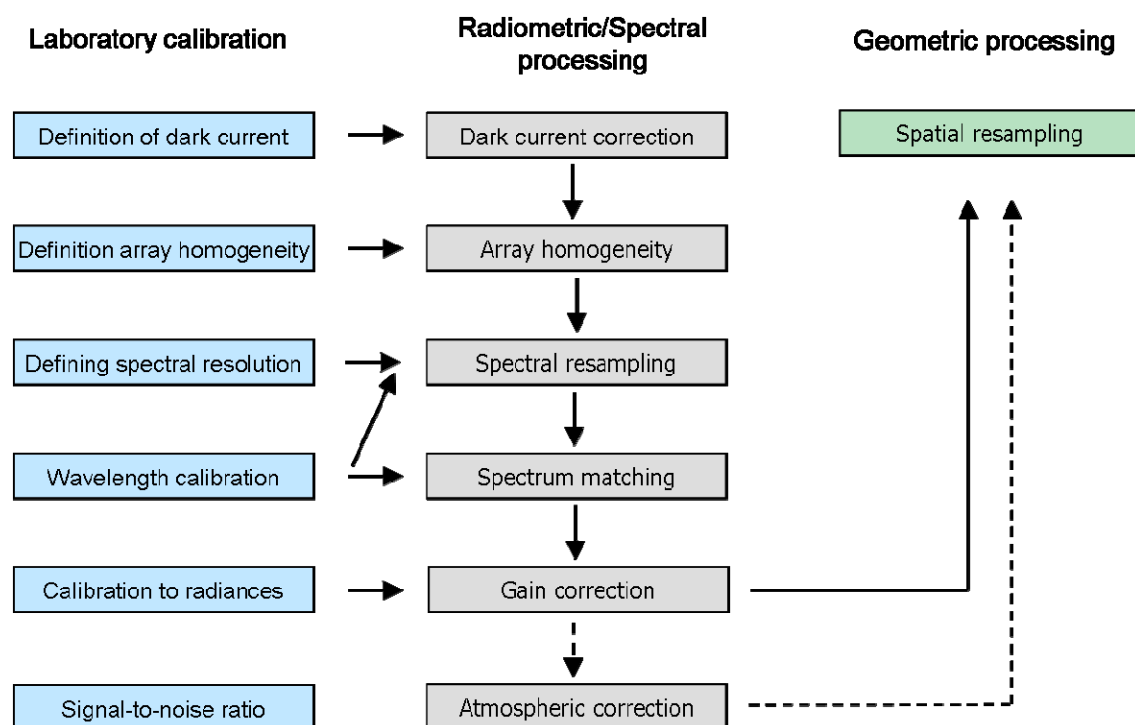 Laboratory calibration
Radiometric/Spectral
processing
Geometric processing
Definition of dark current
Dark current correction
Spatial resampling
Definition array homogeneity
Array homogeneity
Defining spectral resolution
Spectral resampling
Wavelength calibration
Spectrum matching
Calibration to radiances
Gain correction
Signal-to-noise ratio
Atmospheric correction